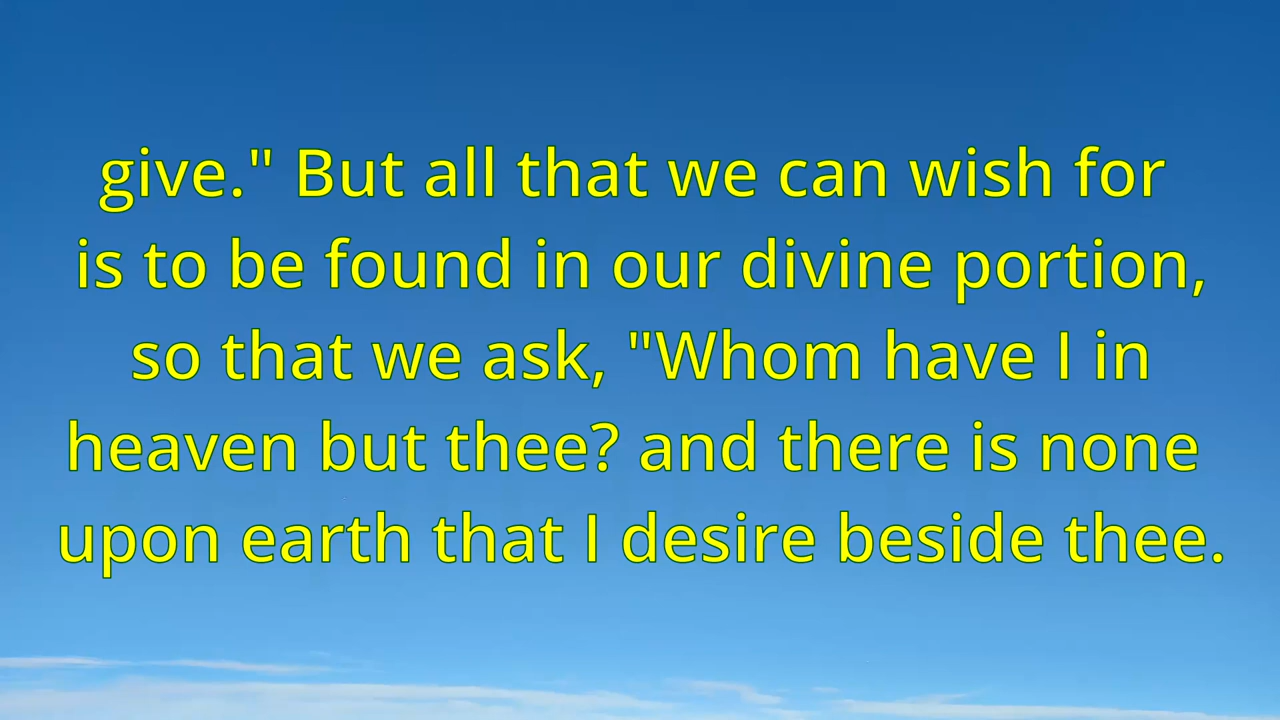 give." But all that we can wish for
is to be found in our divine portion,
so that we ask, "Whom have I in
heaven but thee? and there is none
upon earth that I desire beside thee.